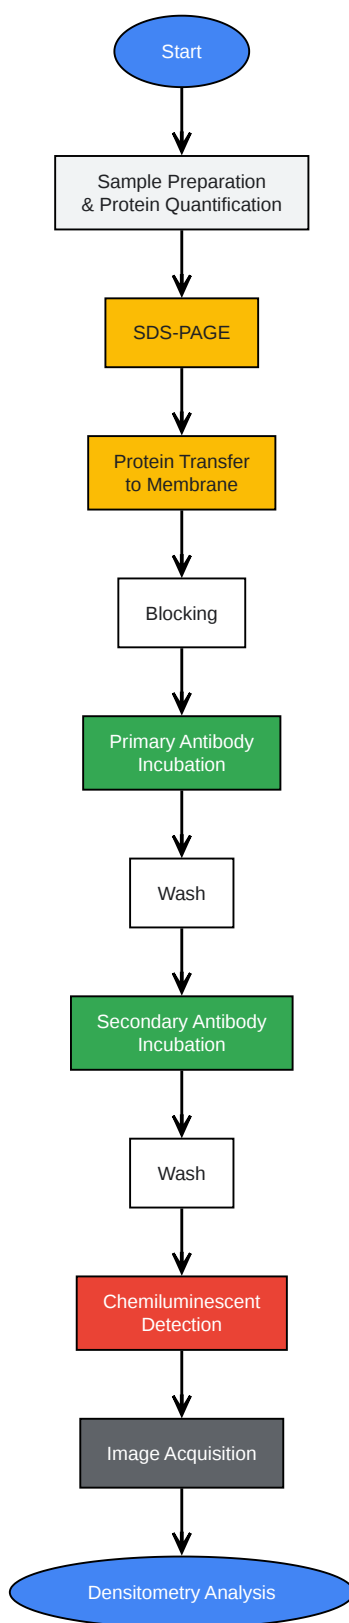 Start
Sample Preparation
& Protein Quantification
SDS-PAGE
Protein Transfer
to Membrane
Blocking
Primary Antibody
Incubation
Wash
Secondary Antibody
Incubation
Wash
Chemiluminescent
Detection
Image Acquisition
Densitometry Analysis